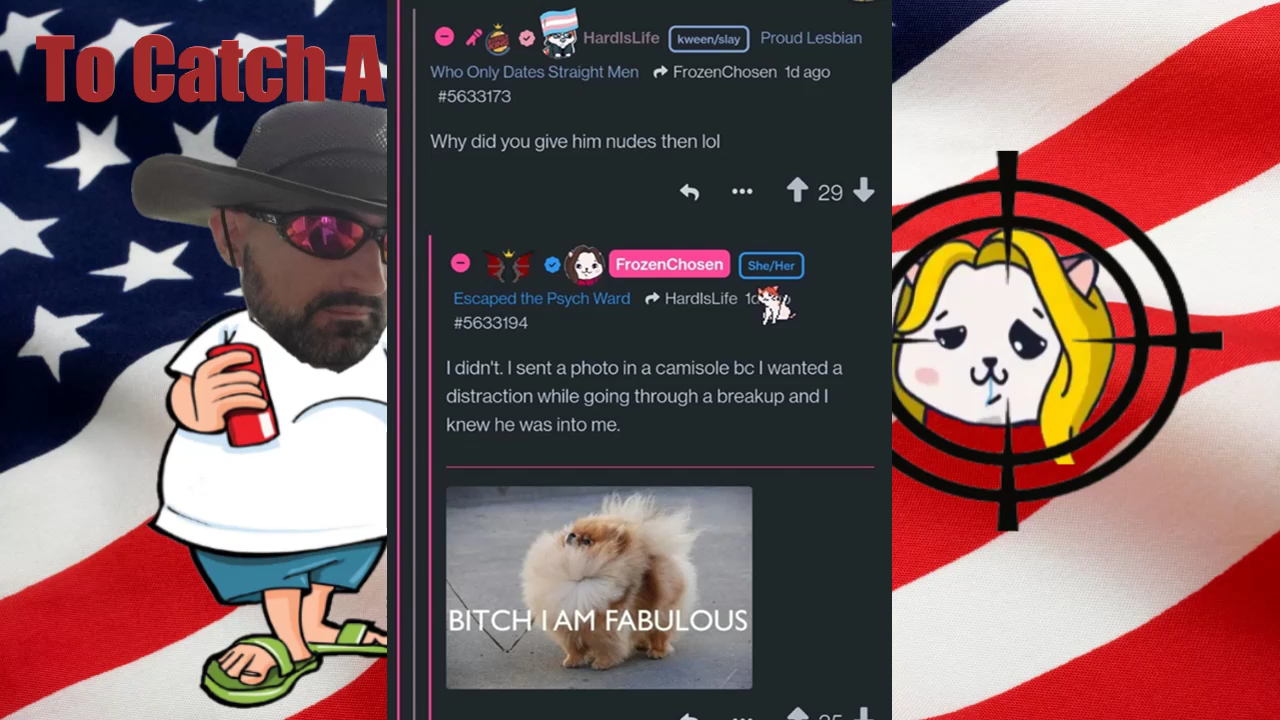 To Catch A
HardIsLife kween/slay Proud Lesbian
Who Only Dates Straight Men FrozenChosen 1d ago
#5633173
Why did you give him nudes then lol
29
FrozenChosen She/Her
Escaped the Psych Ward HardIsLife
#5633194
I didn't. I sent a photo in a camisole bc I wanted a
distraction while going through a breakup and I
knew he was into me.
BITCH I AM FABULOUS